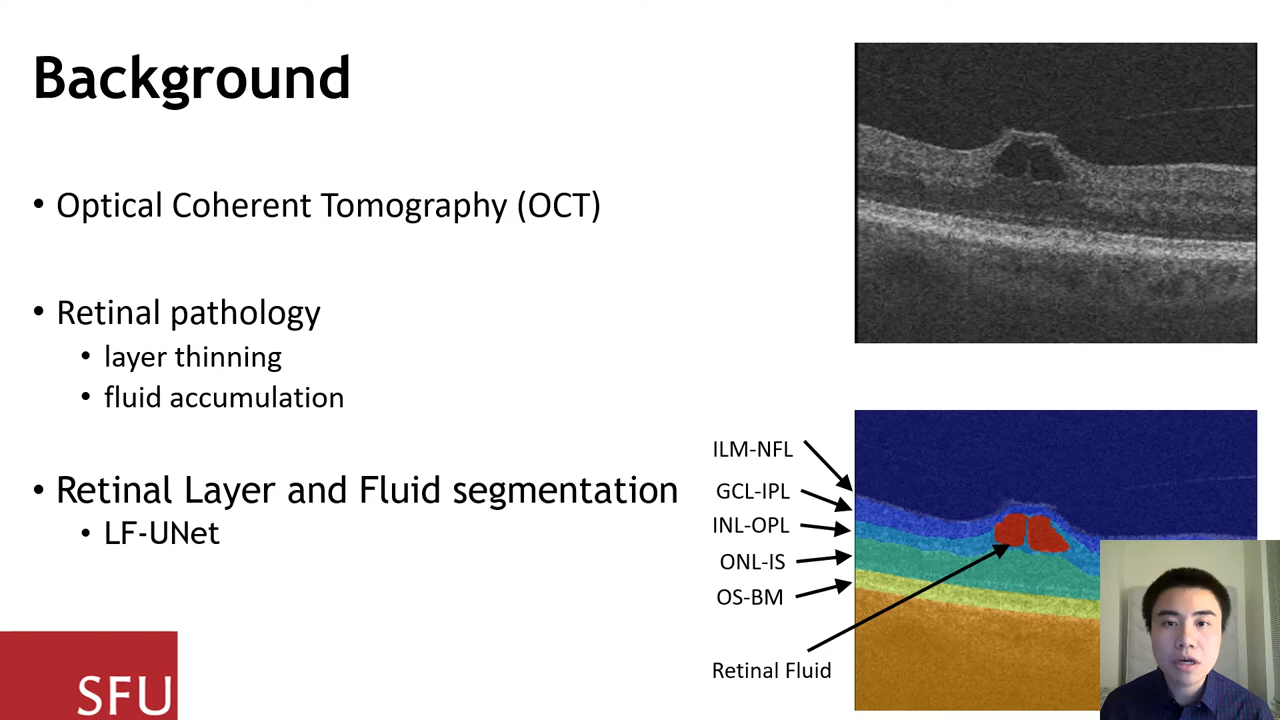 Background
• Optical Coherent Tomography (OCT)
• Retinal pathology
• layer thinning
• fluid accumulation
• Retinal Layer and Fluid segmentation
• LF-UNet
ILM-NFL
GCL-IPL
INL-OPL
ONL-IS
OS-BM
Retinal Fluid
SFU